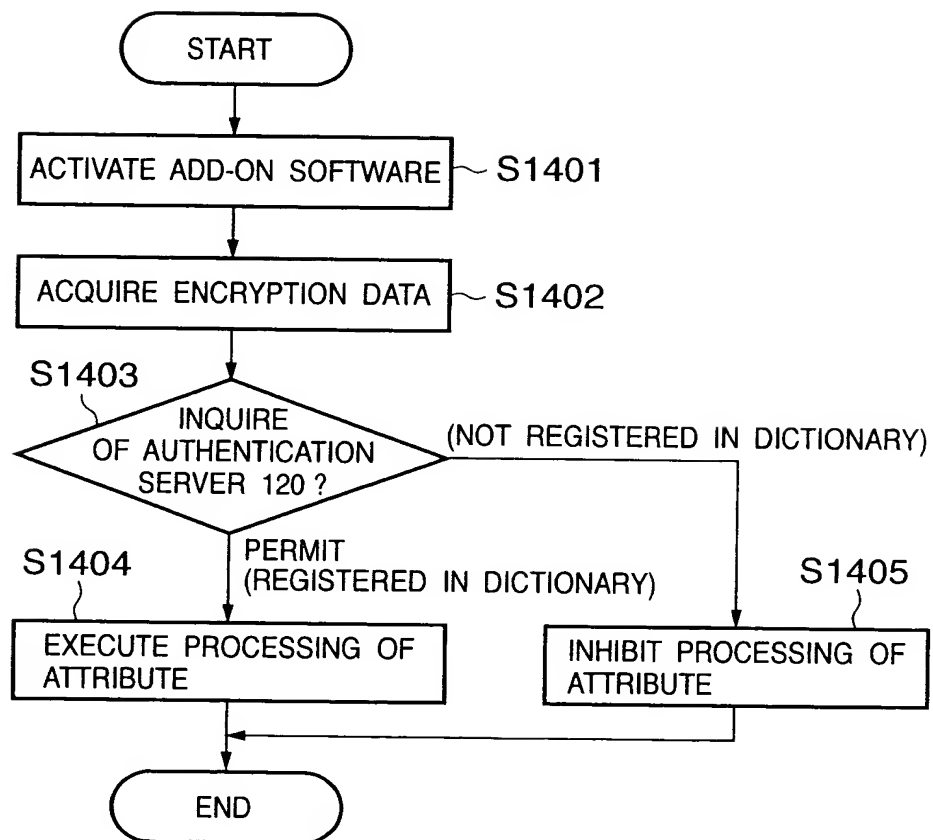 START
ACTIVATE ADD-ON SOFTWARE
S1401
ACQUIRE ENCRYPTION DATA
S1402
S1403
INQUIRE
OF AUTHENTICATION
SERVER 120 ?
(NOT REGISTERED IN DICTIONARY)
PERMIT
(REGISTERED IN DICTIONARY)
S1404
EXECUTE PROCESSING OF
ATTRIBUTE
S1405
INHIBIT PROCESSING OF
ATTRIBUTE
END